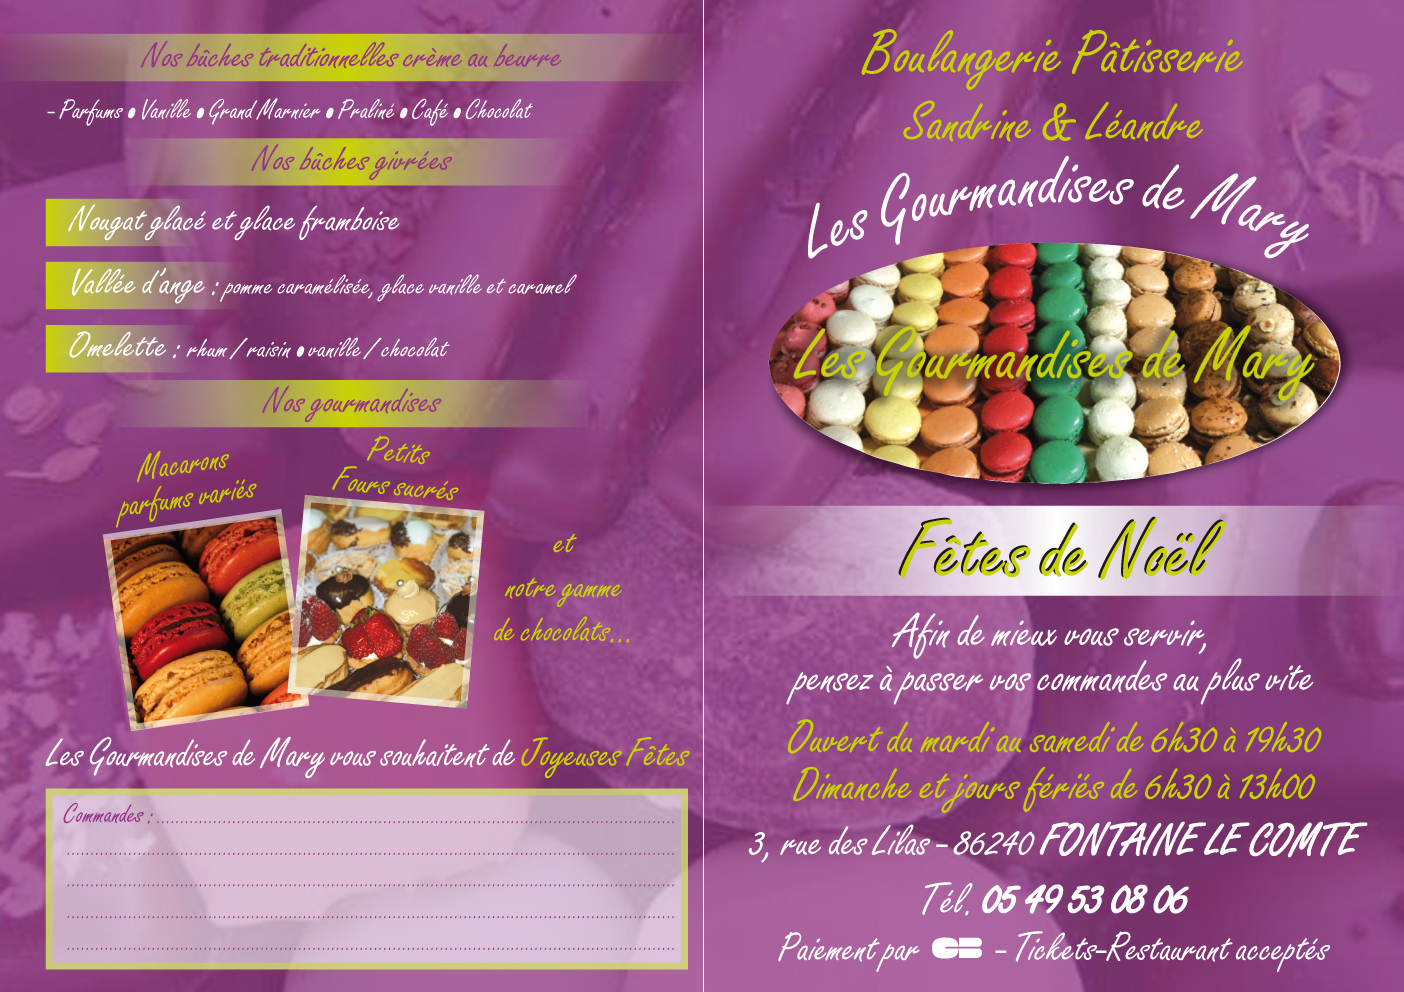 Nos bûches traditionnelles crème au beurre
- Parfums • Vanille • Grand Marnier • Praliné • Café • Chocolat
Nos bûches givrées
Nougat glacé et glace framboise
Vallée d'ange : pomme caramélisée, glace vanille et caramel
Omelette : rhum / raisin • vanille / chocolat
Nos gourmandises
Macarons
parfums variés
Petits
Fours sucrés
et
notre gamme
de chocolats...
Les Gourmandises de Mary vous souhaitent de Joyeuses Fêtes
Commandes :
Boulangerie Pâtisserie
Sandrine & Léandre
Les Gourmandises de Mary
Les Gourmandises de Mary
Fêtes de Noël
Afin de mieux vous servir,
pensez à passer vos commandes au plus vite
Ouvert du mardi au samedi de 6h30 à 19h30
Dimanche et jours fériés de 6h30 à 13h00
3, rue des Lilas - 86240 FONTAINE LE COMTE
Tél. 05 49 53 08 06
Paiement par CB - Tickets-Restaurant acceptés